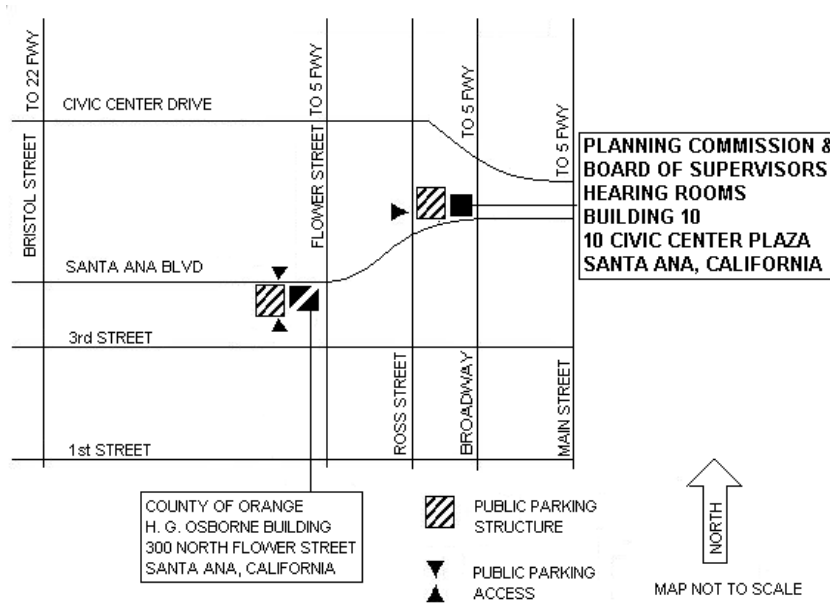 TO 22 FWY
TO 5 FWY
TO 5 FWY
TO 5 FWY
CIVIC CENTER DRIVE
BRISTOL STREET
FLOWER STREET
PLANNING COMMISSION &
BOARD OF SUPERVISORS
HEARING ROOMS
BUILDING 10
10 CIVIC CENTER PLAZA
SANTA ANA, CALIFORNIA
SANTA ANA BLVD
3rd STREET
ROSS STREET
BROADWAY
MAIN STREET
1st STREET
COUNTY OF ORANGE
H. G. OSBORNE BUILDING
300 NORTH FLOWER STREET
SANTA ANA, CALIFORNIA
PUBLIC PARKING
STRUCTURE
PUBLIC PARKING
ACCESS
NORTH
MAP NOT TO SCALE